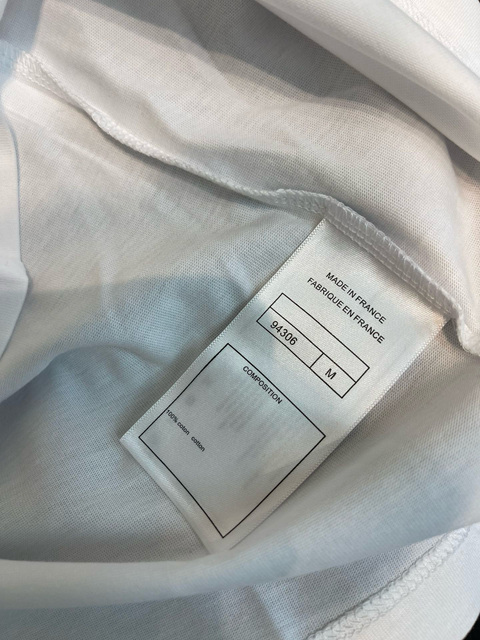 MADE IN FRANCE
FABRIQUE EN FRANCE
94306 M
COMPOSITION
100% coton cotton